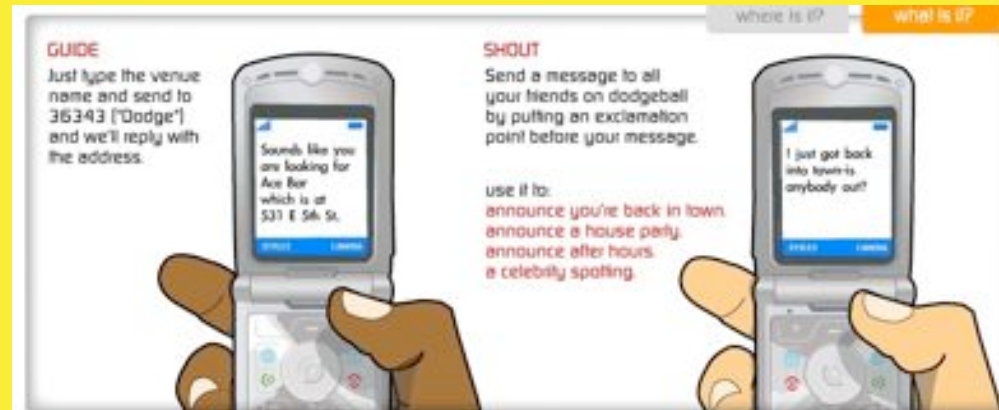 where is it?
what is it?
GUIDE
Just type the venue
name and send to
36343 ("Dodge")
and we'll reply with
the address.
Sounds like you
are looking for
Ace Bar
which is at
531 E 5th St.
SHOUT
Send a message to all
your friends on dodgeball
by putting an exclamation
point before your message.
use it to:
announce you're back in town.
announce a house party.
announce after hours.
a celebrity spotting.
I just got back
into town-is
anybody out?